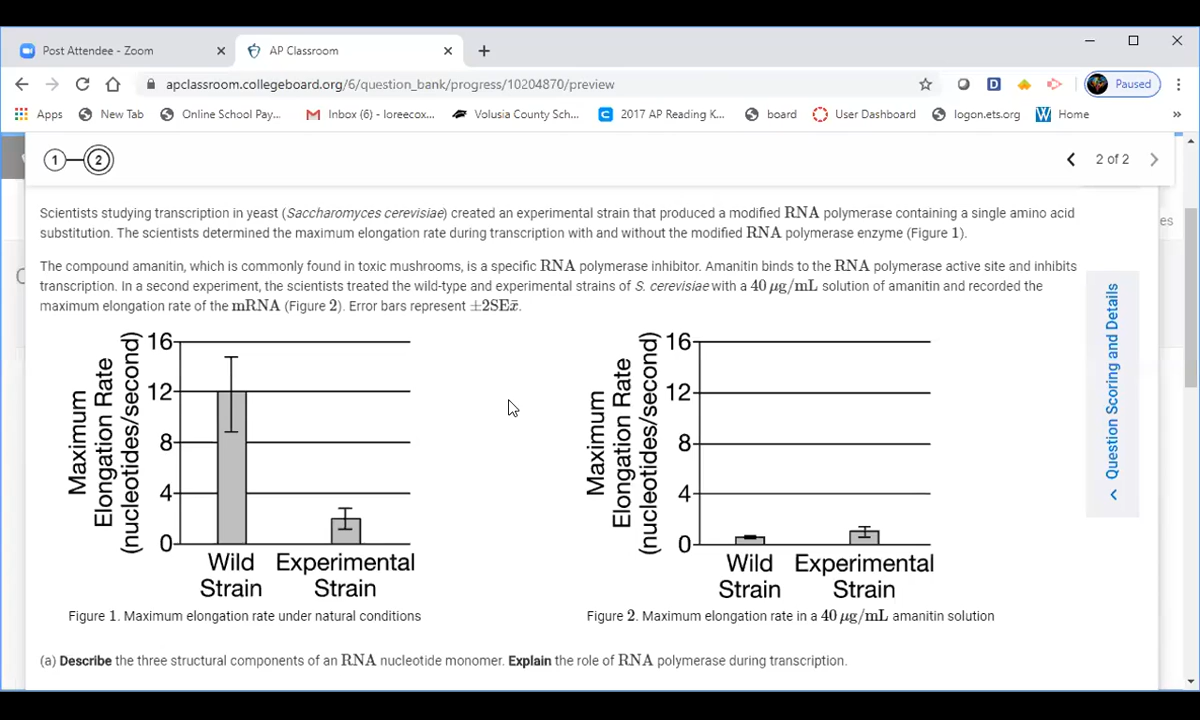 Post Attendee - Zoom
AP Classroom
apclassroom.collegeboard.org/6/question_bank/progress/10204870/preview
Paused
Apps
New Tab
Online School Pay...
Inbox (6) - loreecox...
Volusia County Sch...
2017 AP Reading K...
board
User Dashboard
logon.ets.org
Home
»
1
2
2 of 2
Scientists studying transcription in yeast (Saccharomyces cerevisiae) created an experimental strain that produced a modified RNA polymerase containing a single amino acid
substitution. The scientists determined the maximum elongation rate during transcription with and without the modified RNA polymerase enzyme (Figure 1).
es
The compound amanitin, which is commonly found in toxic mushrooms, is a specific RNA polymerase inhibitor. Amanitin binds to the RNA polymerase active site and inhibits
transcription. In a second experiment, the scientists treated the wild-type and experimental strains of S. cerevisiae with a 40 μg/mL solution of amanitin and recorded the
maximum elongation rate of the mRNA (Figure 2). Error bars represent ±2SEx̄.
Maximum
Elongation Rate
(nucleotides/second)
16
12
8
4
0
Wild
Strain
Experimental
Strain
Figure 1. Maximum elongation rate under natural conditions
Maximum
Elongation Rate
(nucleotides/second)
16
12
8
4
0
Wild
Strain
Experimental
Strain
Figure 2. Maximum elongation rate in a 40 μg/mL amanitin solution
Question Scoring and Details
(a) Describe the three structural components of an RNA nucleotide monomer. Explain the role of RNA polymerase during transcription.